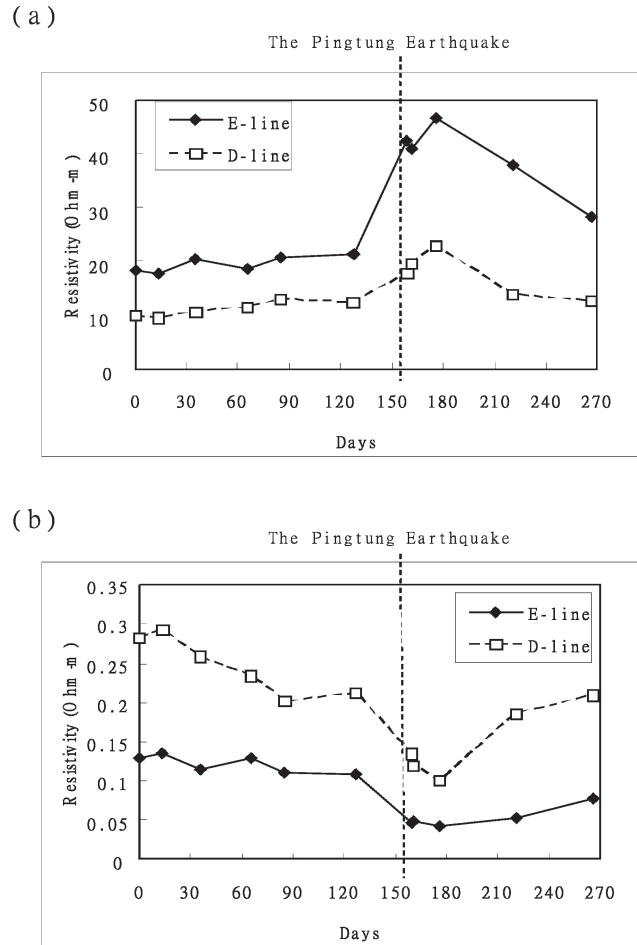 (a)
The Pingtung Earthquake
50
40
30
20
10
0
Resistivity (Ohm-m)
E-line
D-line
0 30 60 90 120 150 180 210 240 270
Days
(b)
The Pingtung Earthquake
0.35
0.3
0.25
0.2
0.15
0.1
0.05
0
Resistivity (Ohm-m)
E-line
D-line
0 30 60 90 120 150 180 210 240 270
Days